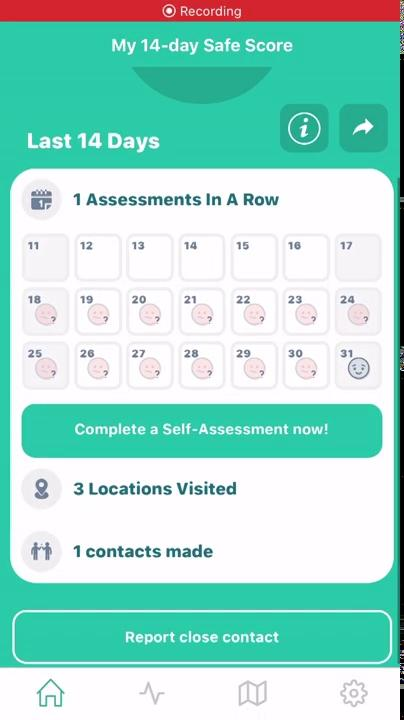 Recording
My 14-day Safe Score
Last 14 Days
1 Assessments In A Row
11 12 13 14 15 16 17
18 19 20 21 22 23 24
? ? ? ? ? ? ?
25 26 27 28 29 30 31
? ? ? ? ? ?
Complete a Self-Assessment now!
3 Locations Visited
1 contacts made
Report close contact